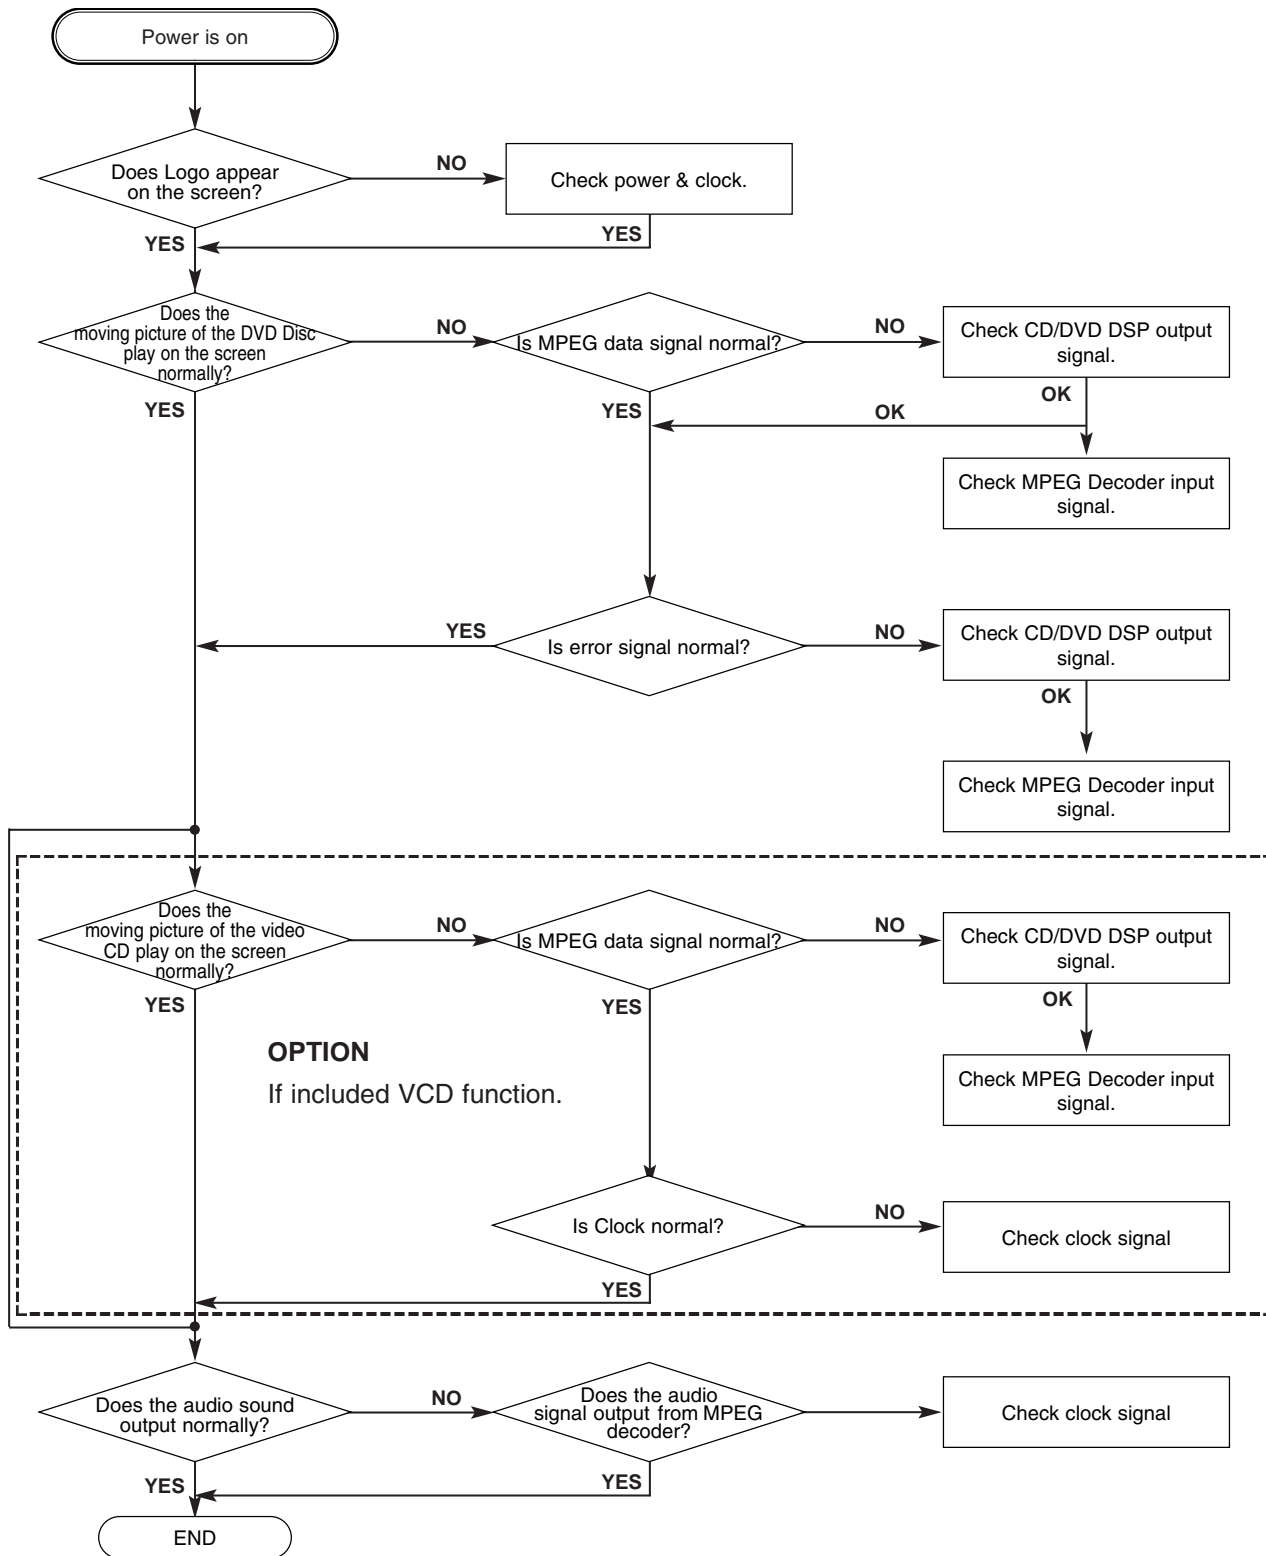 Power is on
Does Logo appear
on the screen?
NO
Check power & clock.
YES
YES
Does the
moving picture of the DVD Disc
play on the screen
normally?
NO
Is MPEG data signal normal?
NO
Check CD/DVD DSP output
signal.
YES
YES
OK
OK
Check MPEG Decoder input
signal.
YES
Is error signal normal?
NO
Check CD/DVD DSP output
signal.
OK
Check MPEG Decoder input
signal.
Does the
moving picture of the video
CD play on the screen
normally?
NO
Is MPEG data signal normal?
NO
Check CD/DVD DSP output
signal.
YES
YES
OK
OPTION
If included VCD function.
Check MPEG Decoder input
signal.
Is Clock normal?
NO
Check clock signal
YES
Does the audio sound
output normally?
NO
Does the audio
signal output from MPEG
decoder?
Check clock signal
YES
YES
END